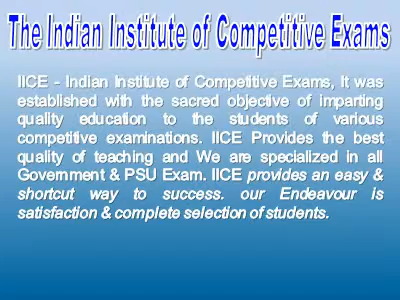 The Indian Institute of Competitive Exams
IICE - Indian Institute of Competitive Exams, It was
established with the sacred objective of imparting
quality education to the students of various
competitive examinations. IICE Provides the best
quality of teaching and We are specialized in all
Government & PSU Exam. IICE provides an easy &
shortcut way to success. our Endeavour is
satisfaction & complete selection of students.